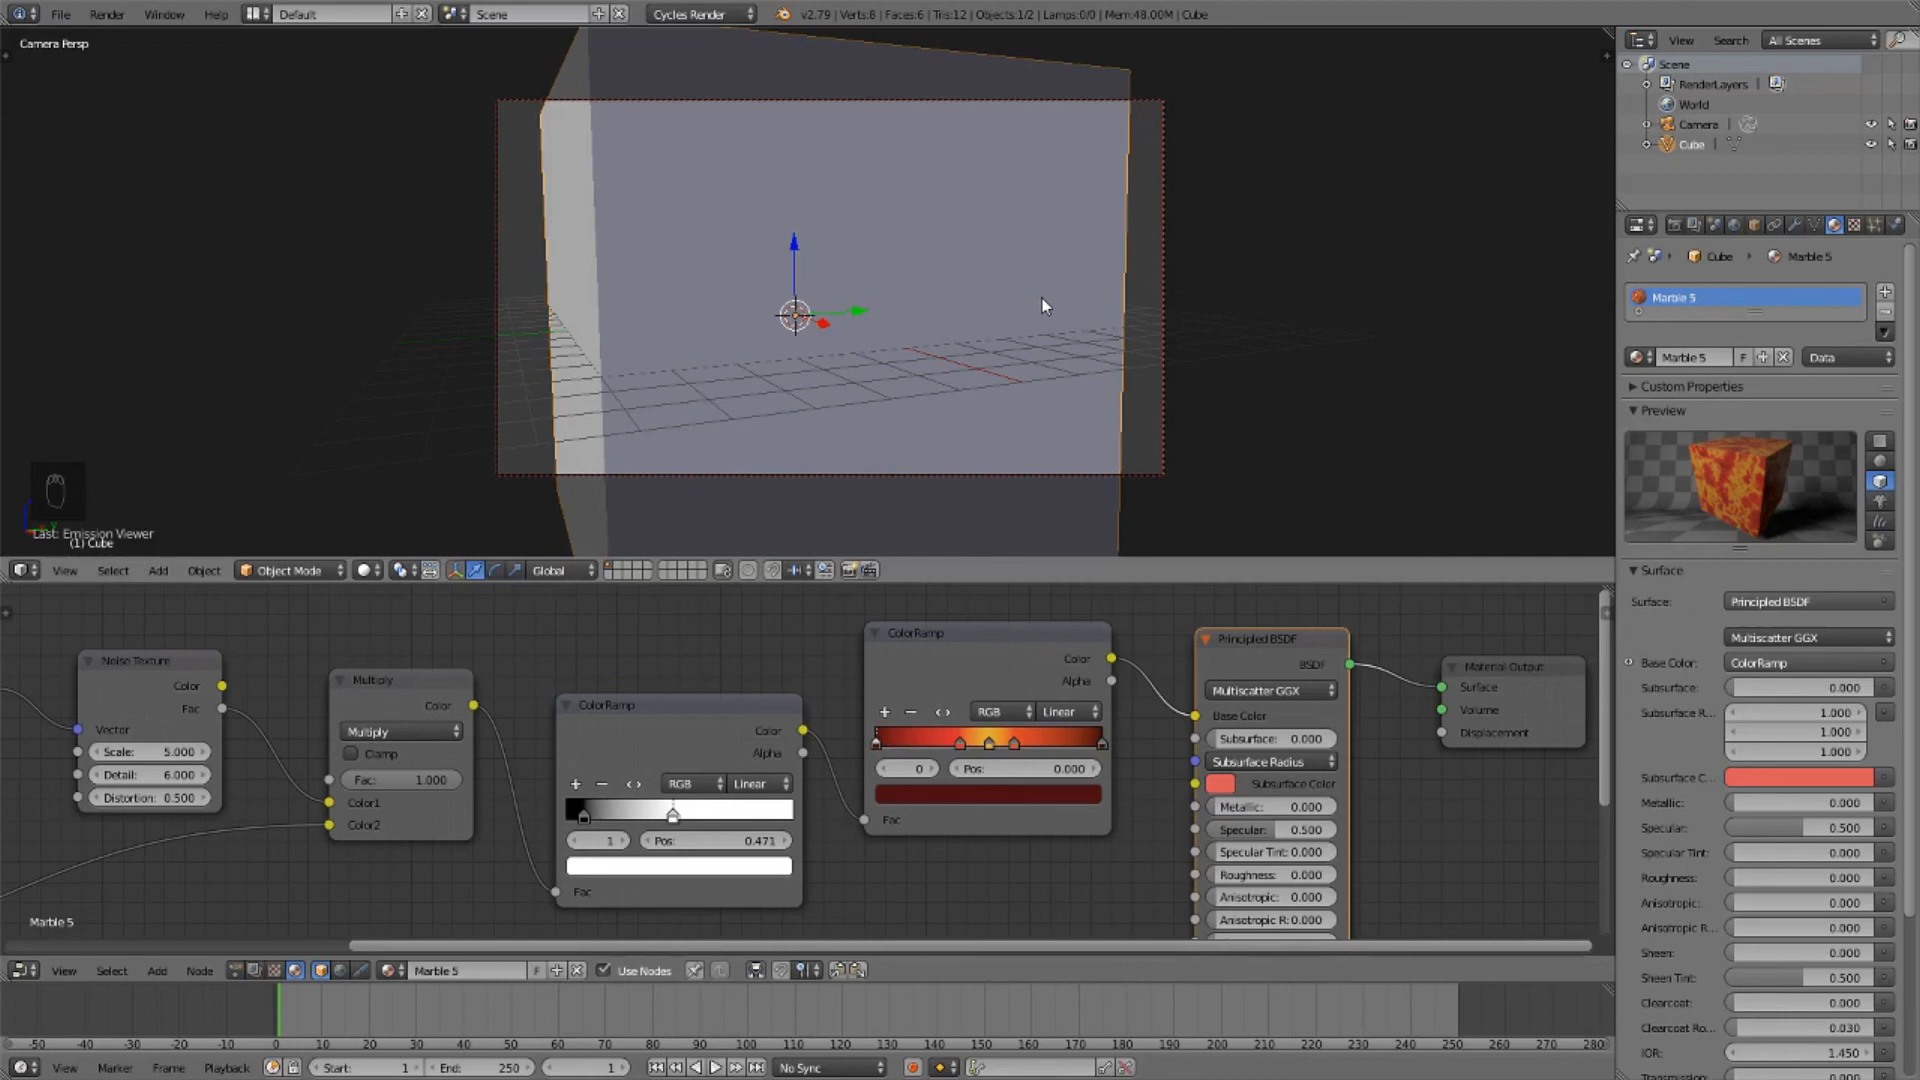 File Render Window Help Default Scene Cycles Render v2.79 | Verts:8 | Faces:6 | Tris:12 | Objects:1/2 | Lamps:0/0 | Mem:48.00M | Cube
Camera Persp
Last: Emission Viewer
(1) Cube
View Select Add Object Object Mode Global
Noise Texture
Color
Fac
Vector
Scale: 5.000
Detail: 6.000
Distortion: 0.500
Multiply
Color
Multiply
Clamp
Fac: 1.000
Color1
Color2
ColorRamp
Color
Alpha
RGB Linear
1 Pos: 0.471
Fac
ColorRamp
Color
Alpha
RGB Linear
0 Pos: 0.000
Fac
Principled BSDF
BSDF
Multiscatter GGX
Base Color
Subsurface: 0.000
Subsurface Radius
Subsurface Color
Metallic: 0.000
Specular: 0.500
Specular Tint: 0.000
Roughness: 0.000
Anisotropic: 0.000
Anisotropic R: 0.000
Material Output
Surface
Volume
Displacement
Marble 5
View Select Add Node Marble 5 F Use Nodes
-50 -40 -30 -20 -10 0 10 20 30 40 50 60 70 80 90 100 110 120 130 140 150 160 170 180 190 200 210 220 230 240 250 260 270 280
View Marker Frame Playback Start: 1 End: 250 1 No Sync
View Search All Scenes
Scene
RenderLayers
World
Camera
Cube
Cube Marble 5
Marble 5
Marble 5 F Data
Custom Properties
Preview
Surface
Surface: Principled BSDF
Multiscatter GGX
Base Color: ColorRamp
Subsurface: 0.000
Subsurface R... 1.000
1.000
1.000
Subsurface C...
Metallic: 0.000
Specular: 0.500
Specular Tint: 0.000
Roughness: 0.000
Anisotropic: 0.000
Anisotropic R... 0.000
Sheen: 0.000
Sheen Tint: 0.500
Clearcoat: 0.000
Clearcoat Ro... 0.030
IOR: 1.450